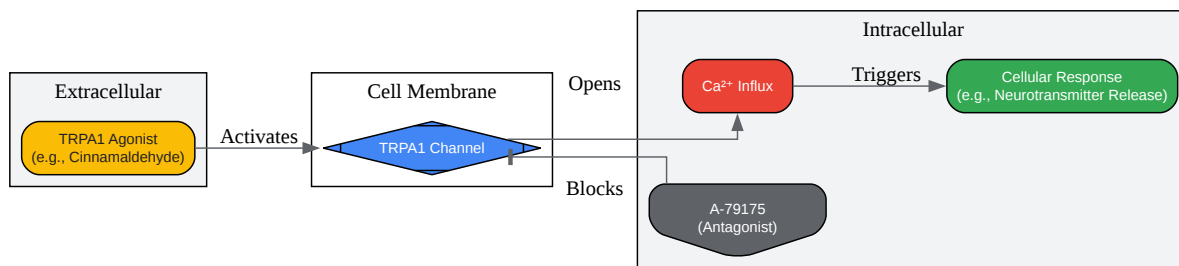 Extracellular
TRPA1 Agonist
(e.g., Cinnamaldehyde)
Activates
Cell Membrane
TRPA1 Channel
Opens
Blocks
Intracellular
Ca²⁺ Influx
Triggers
Cellular Response
(e.g., Neurotransmitter Release)
A-79175
(Antagonist)